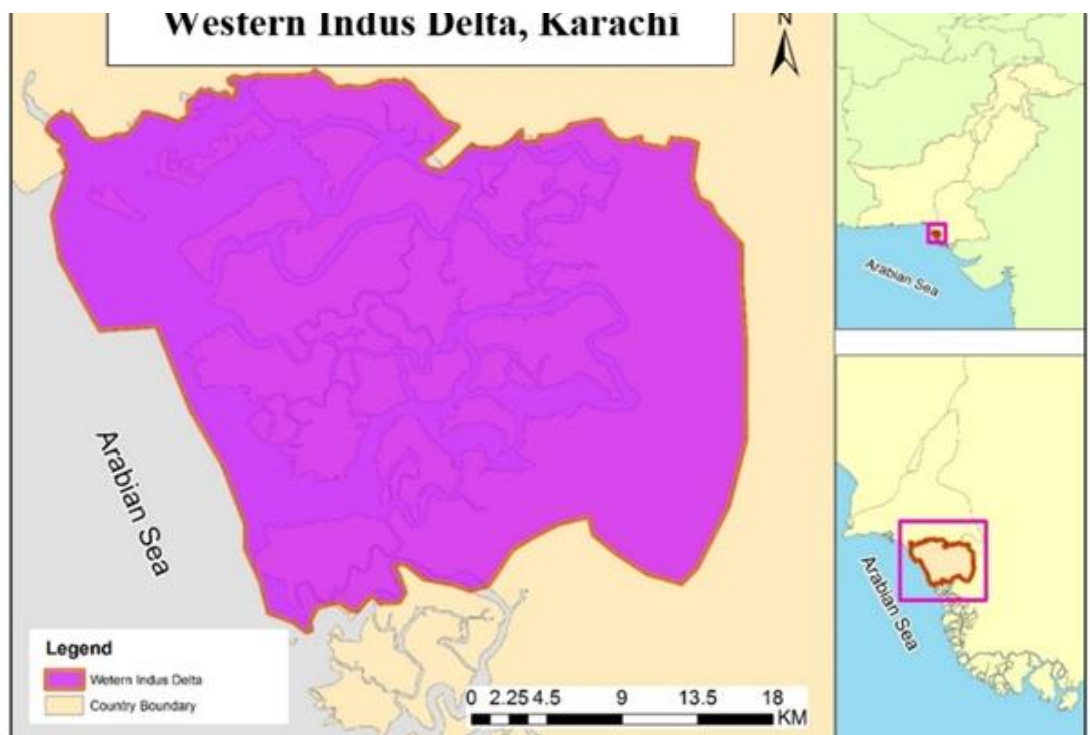 Western Indus Delta, Karachi
N
Arabian Sea
Legend
Wetern Indus Delta
Country Boundary
0 2.25 4.5 9 13.5 18
KM
Arabian Sea
Arabian Sea